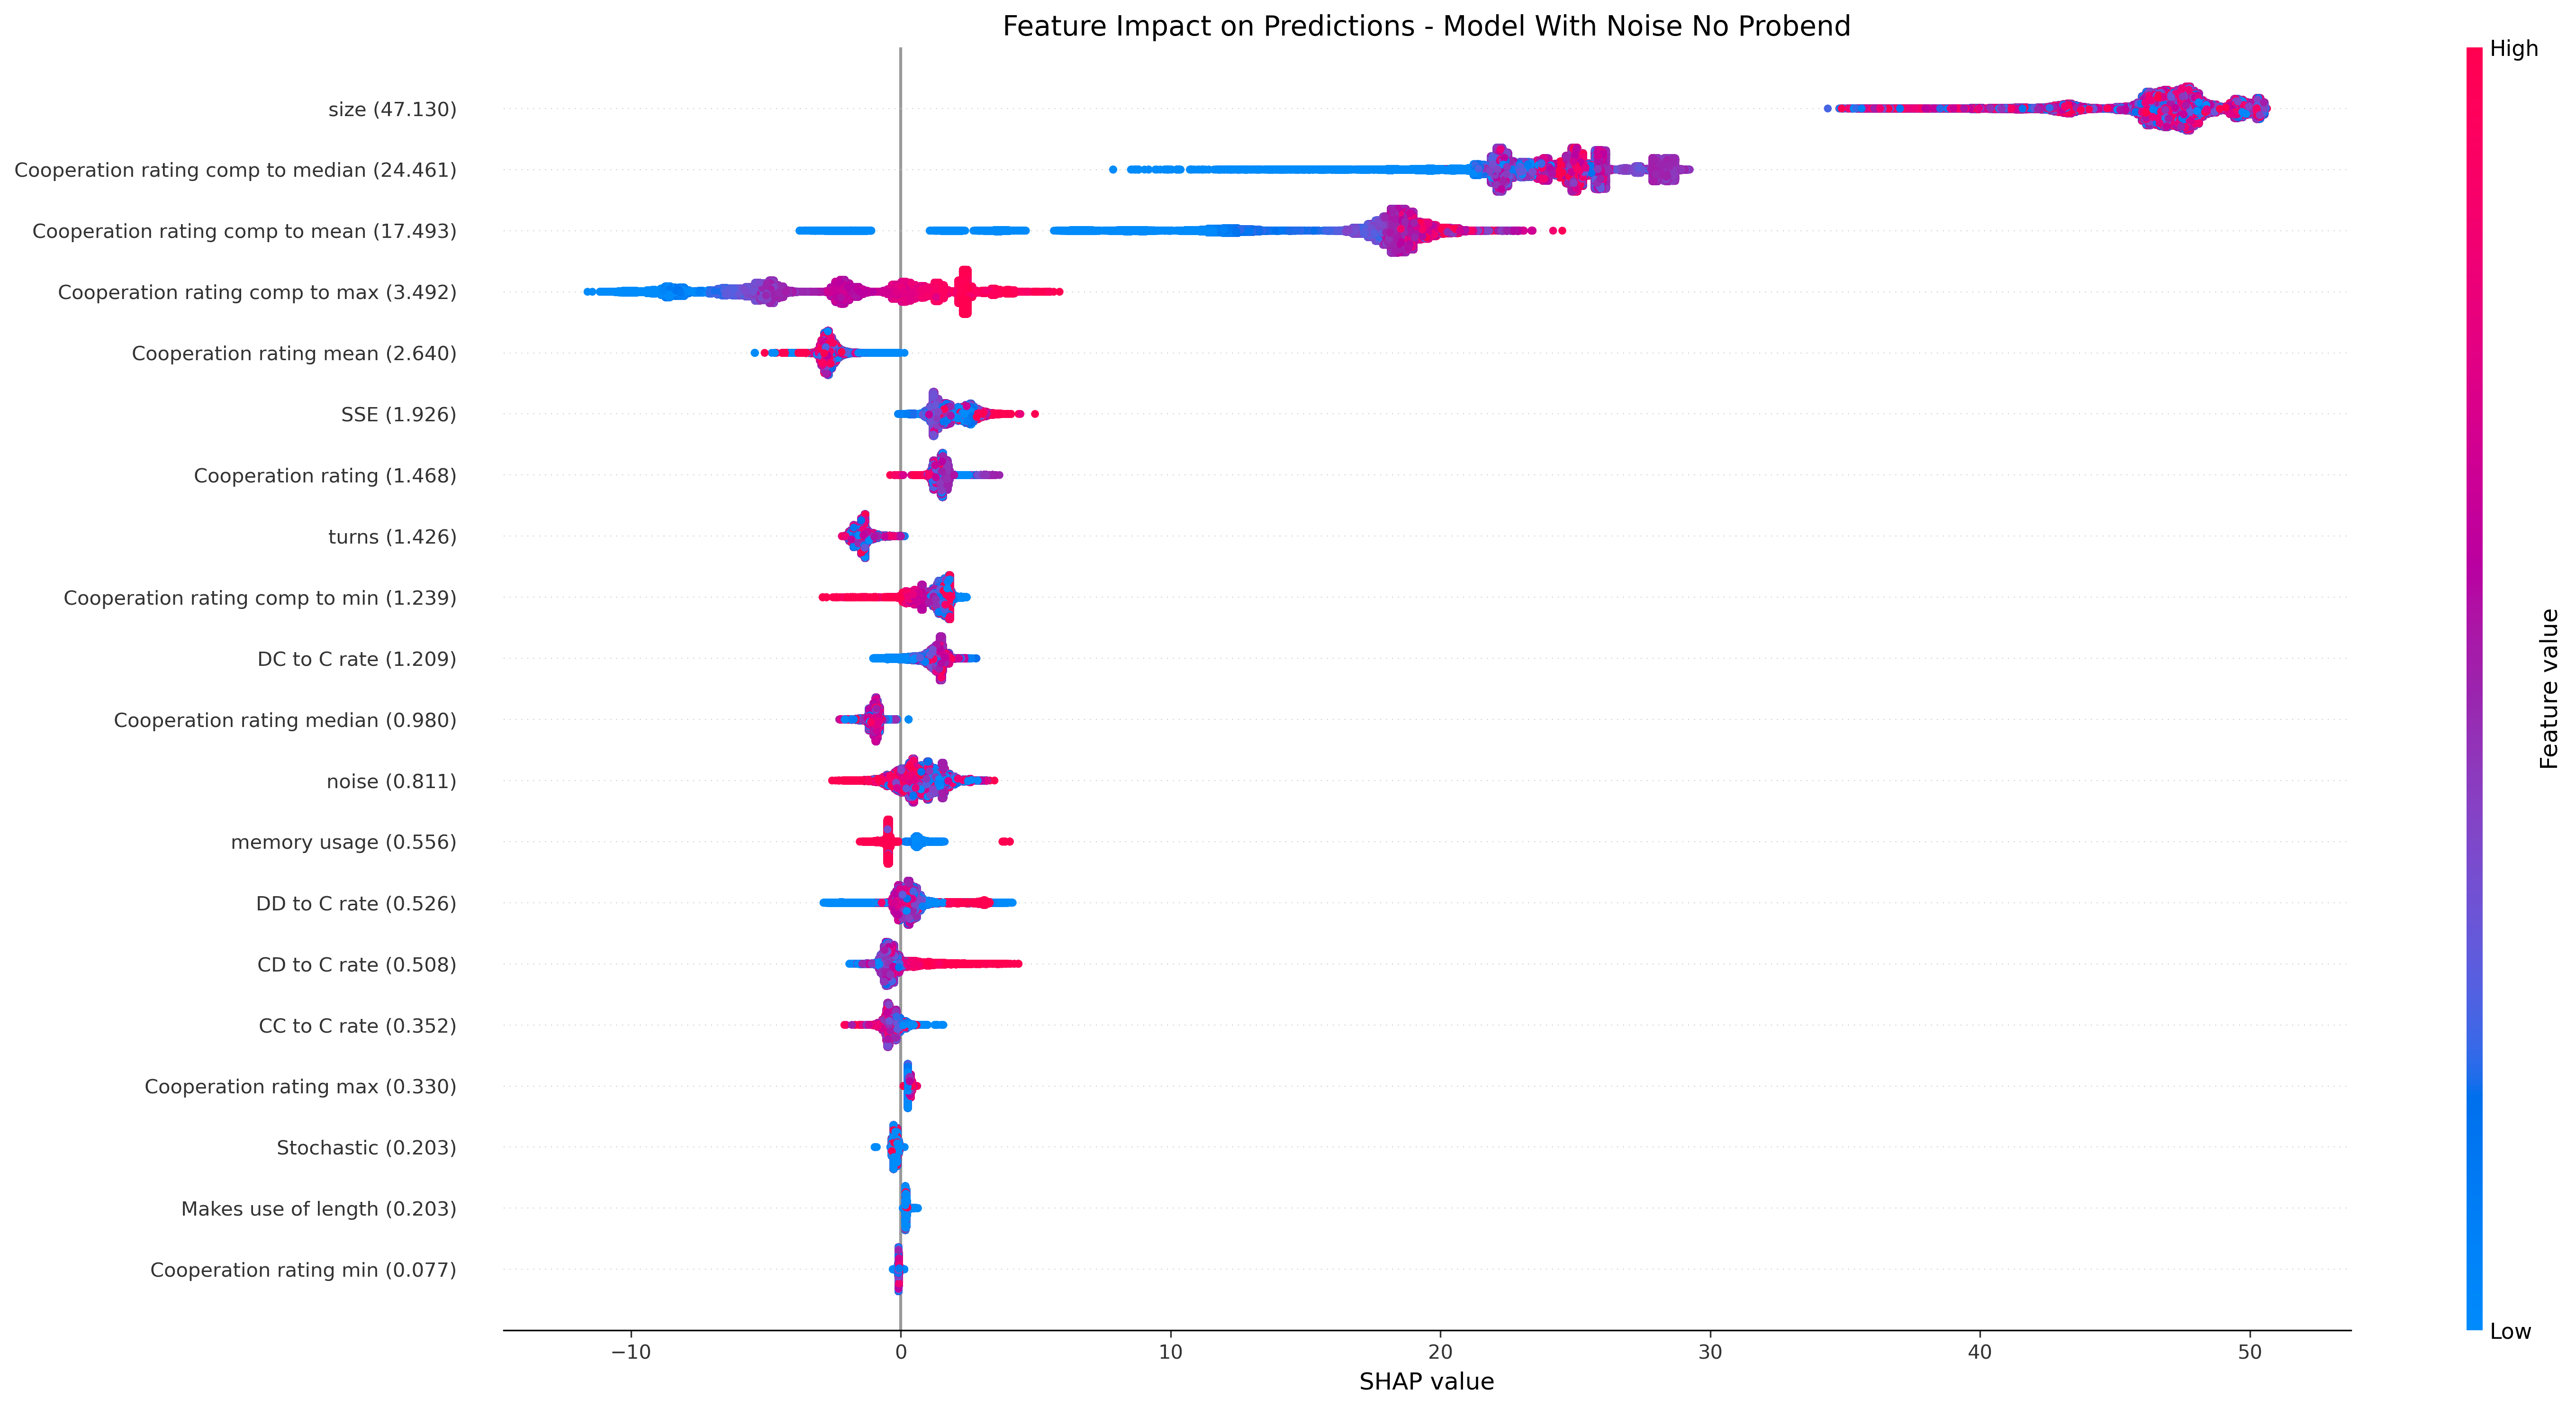 Feature Impact on Predictions - Model With Noise No Probend
High
size (47.130)
Cooperation rating comp to median (24.461)
Cooperation rating comp to mean (17.493)
Cooperation rating comp to max (3.492)
Cooperation rating mean (2.640)
SSE (1.926)
Cooperation rating (1.468)
turns (1.426)
Cooperation rating comp to min (1.239)
DC to C rate (1.209)
Cooperation rating median (0.980)
noise (0.811)
memory usage (0.556)
DD to C rate (0.526)
CD to C rate (0.508)
CC to C rate (0.352)
Cooperation rating max (0.330)
Stochastic (0.203)
Makes use of length (0.203)
Cooperation rating min (0.077)
Feature value
Low
−10 0 10 20 30 40 50
SHAP value